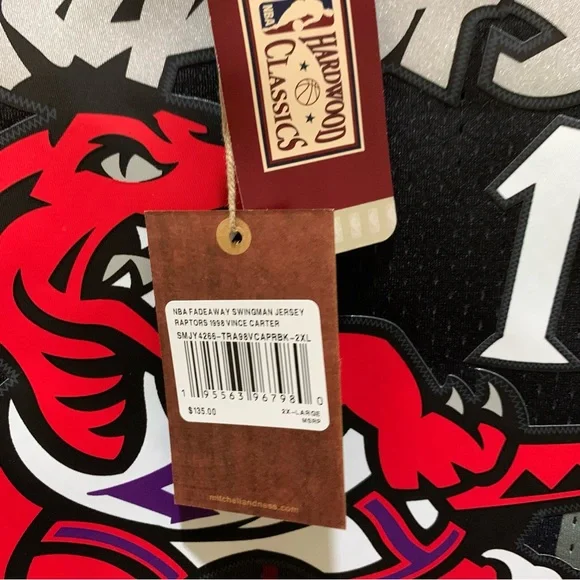 NBA
HARDWOOD
CLASSICS
NBA FADEAWAY SWINGMAN JERSEY
RAPTORS 1998 VINCE CARTER
SMJY4266-TRA98VCAPRBK-2XL
1 95563 96798 0
$135.00
2X-LARGE
MSRP
mitchellandness.com
1